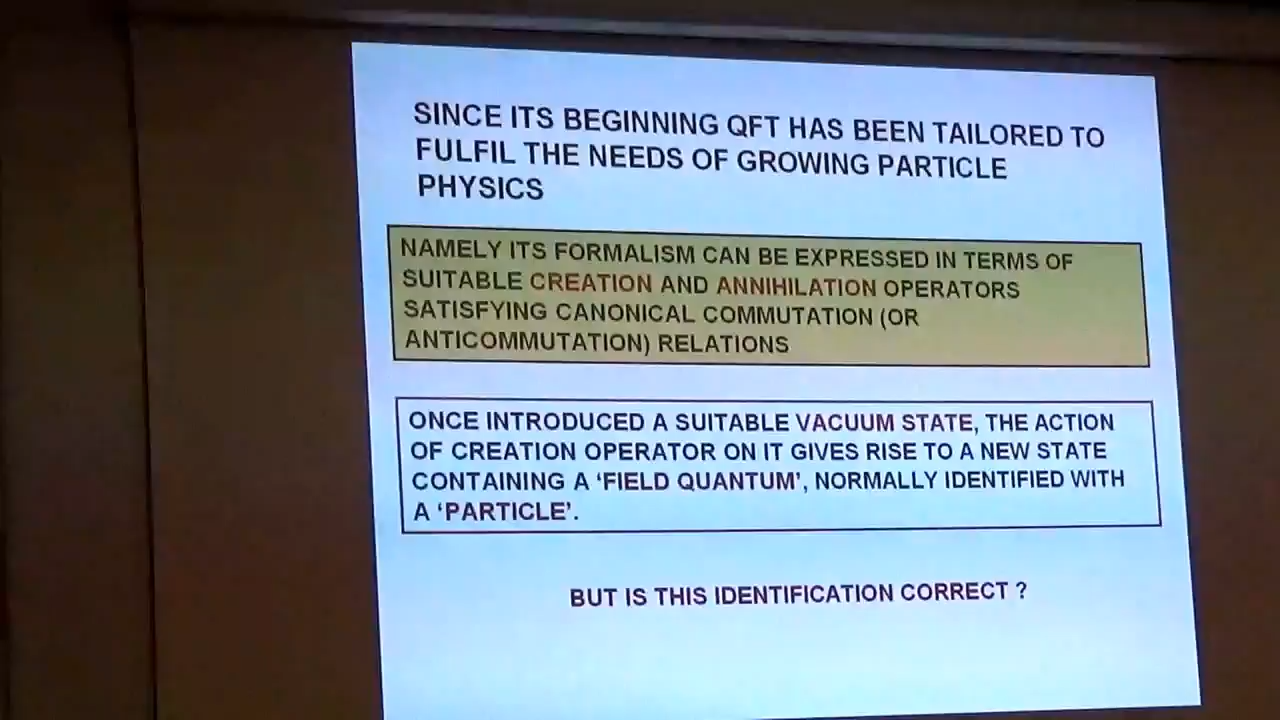 SINCE ITS BEGINNING QFT HAS BEEN TAILORED TO
FULFIL THE NEEDS OF GROWING PARTICLE
PHYSICS
NAMELY ITS FORMALISM CAN BE EXPRESSED IN TERMS OF
SUITABLE CREATION AND ANNIHILATION OPERATORS
SATISFYING CANONICAL COMMUTATION (OR
ANTICOMMUTATION) RELATIONS
ONCE INTRODUCED A SUITABLE VACUUM STATE, THE ACTION
OF CREATION OPERATOR ON IT GIVES RISE TO A NEW STATE
CONTAINING A ‘FIELD QUANTUM’, NORMALLY IDENTIFIED WITH
A ‘PARTICLE’.
BUT IS THIS IDENTIFICATION CORRECT ?